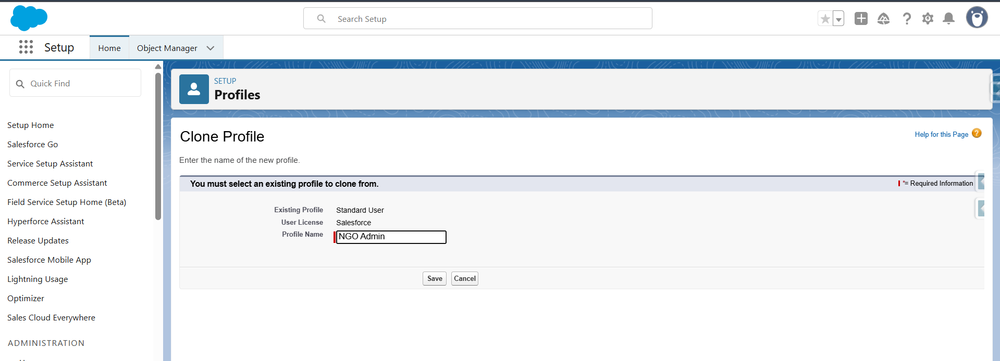 Search Setup
Setup
Home
Object Manager
Quick Find
Setup Home
Salesforce Go
Service Setup Assistant
Commerce Setup Assistant
Field Service Setup Home (Beta)
Hyperforce Assistant
Release Updates
Salesforce Mobile App
Lightning Usage
Optimizer
Sales Cloud Everywhere
ADMINISTRATION
SETUP
Profiles
Clone Profile
Help for this Page ?
Enter the name of the new profile.
You must select an existing profile to clone from.
*= Required Information
Existing Profile Standard User
User License Salesforce
Profile Name NGO Admin
Save Cancel